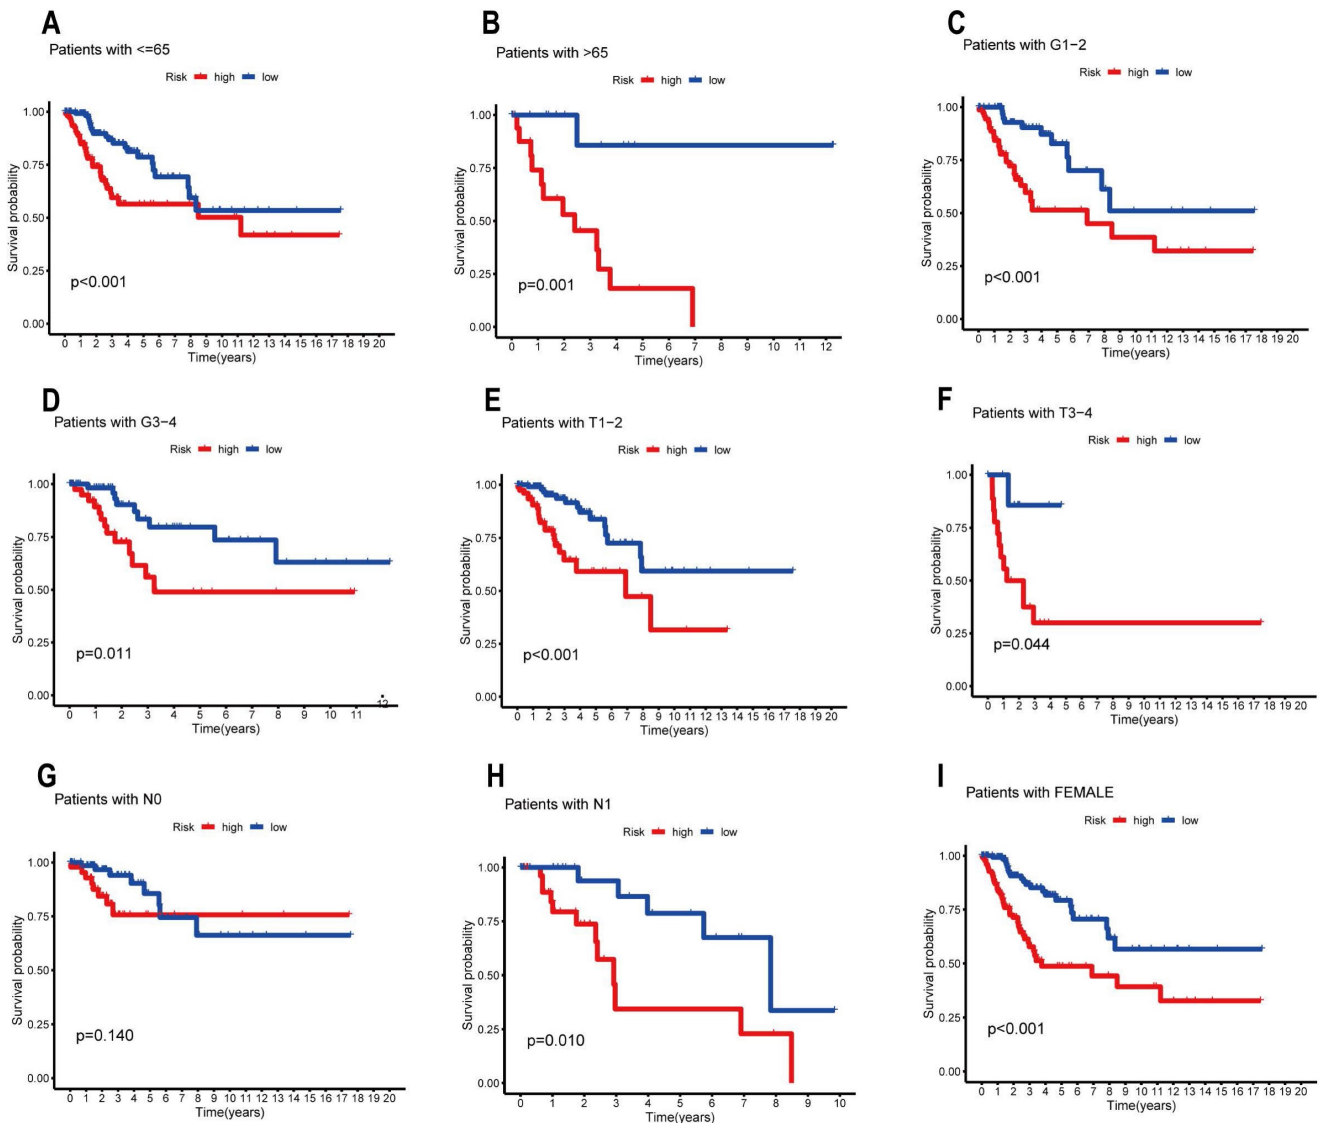 A
Patients with <=65
Risk high low
1.00
0.75
0.50
0.25
0.00
Survival probability
p<0.001
0 1 2 3 4 5 6 7 8 9 10 11 12 13 14 15 16 17 18 19 20
Time(years)
B
Patients with >65
Risk high low
1.00
0.75
0.50
0.25
0.00
Survival probability
p=0.001
0 1 2 3 4 5 6 7 8 9 10 11 12
Time(years)
C
Patients with G1-2
Risk high low
1.00
0.75
0.50
0.25
0.00
Survival probability
p<0.001
0 1 2 3 4 5 6 7 8 9 10 11 12 13 14 15 16 17 18 19 20
Time(years)
D
Patients with G3-4
Risk high low
1.00
0.75
0.50
0.25
0.00
Survival probability
p=0.011
0 1 2 3 4 5 6 7 8 9 10 11 12
Time(years)
E
Patients with T1-2
Risk high low
1.00
0.75
0.50
0.25
0.00
Survival probability
p<0.001
0 1 2 3 4 5 6 7 8 9 10 11 12 13 14 15 16 17 18 19 20
Time(years)
F
Patients with T3-4
Risk high low
1.00
0.75
0.50
0.25
0.00
Survival probability
p=0.044
0 1 2 3 4 5 6 7 8 9 10 11 12 13 14 15 16 17 18 19 20
Time(years)
G
Patients with N0
Risk high low
1.00
0.75
0.50
0.25
0.00
Survival probability
p=0.140
0 1 2 3 4 5 6 7 8 9 10 11 12 13 14 15 16 17 18 19 20
Time(years)
H
Patients with N1
Risk high low
1.00
0.75
0.50
0.25
0.00
Survival probability
p=0.010
0 1 2 3 4 5 6 7 8 9 10
Time(years)
I
Patients with FEMALE
Risk high low
1.00
0.75
0.50
0.25
0.00
Survival probability
p<0.001
0 1 2 3 4 5 6 7 8 9 10 11 12 13 14 15 16 17 18 19 20
Time(years)